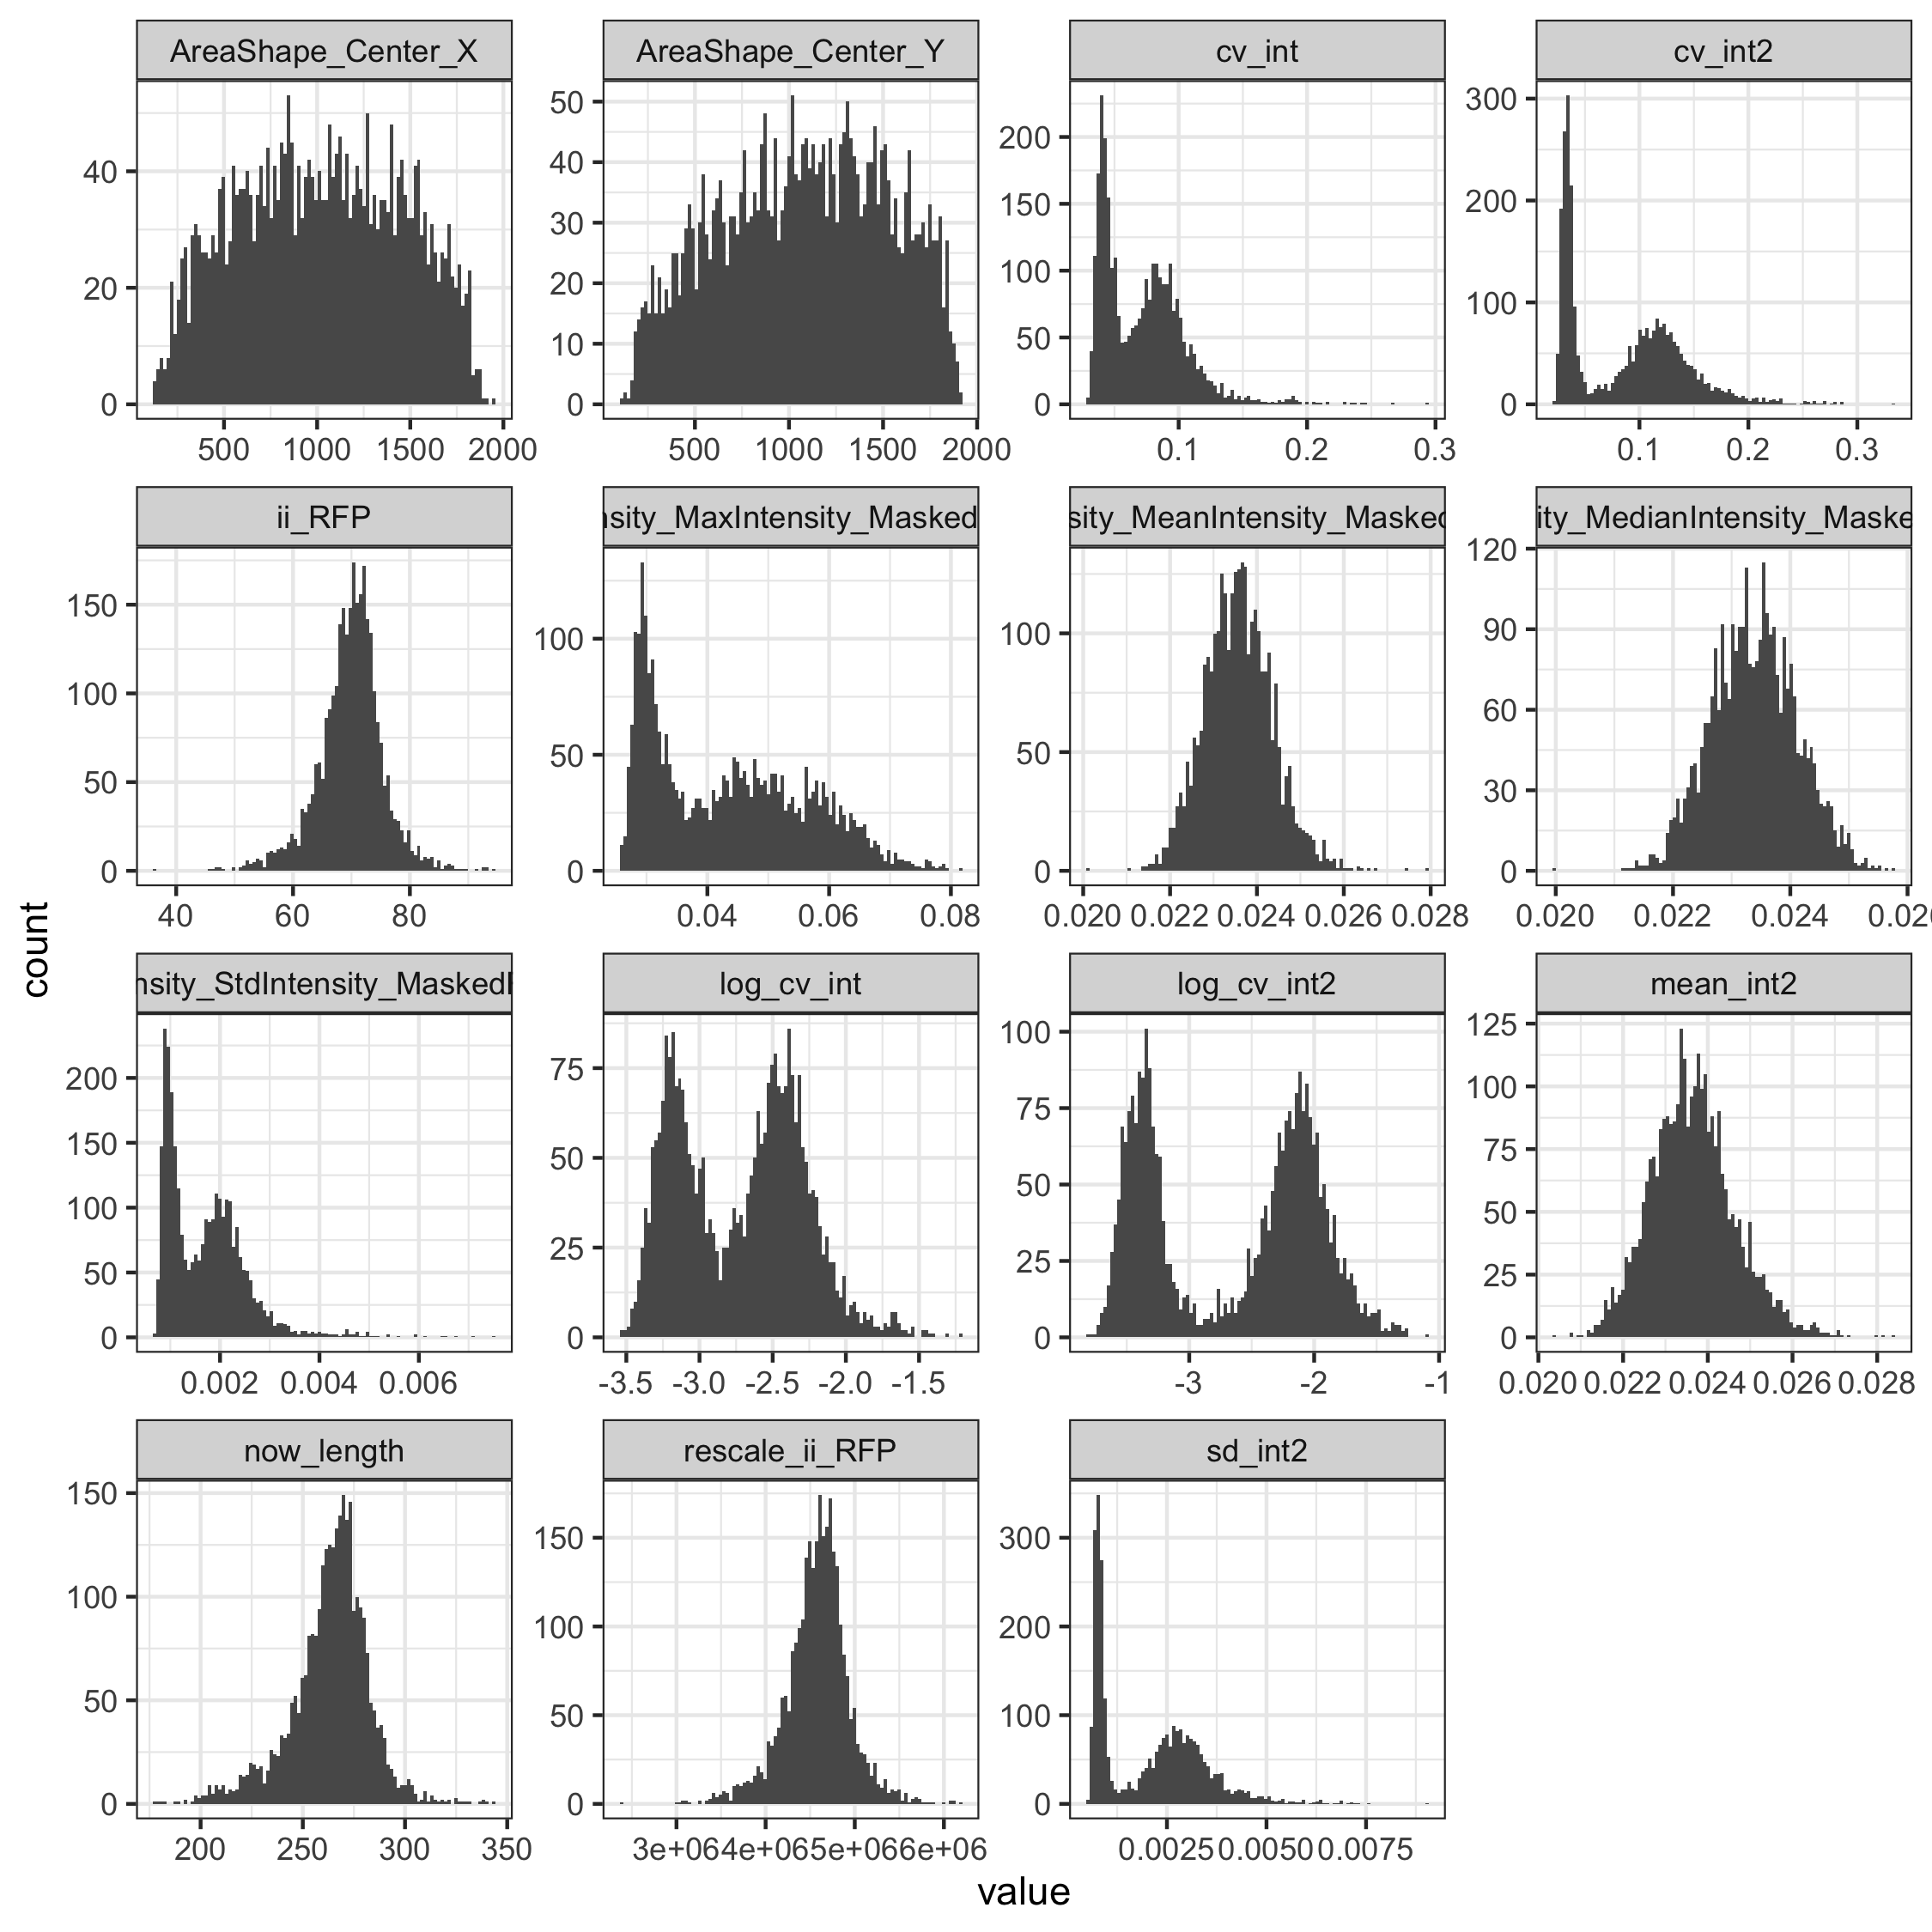 AreaShape_Center_X AreaShape_Center_Y cv_int cv_int2
0 20 40
500 1000 1500 2000
0 10 20 30 40 50
500 1000 1500 2000
0 50 100 150 200
0.1 0.2 0.3
0 100 200 300
0.1 0.2 0.3
ii_RFP nsity_MaxIntensity_Masked sity_MeanIntensity_Masked ity_MedianIntensity_Maske
0 50 100 150
40 60 80
0 50 100
0.04 0.06 0.08
0 50 100
0.020 0.022 0.024 0.026 0.028
0 30 60 90 120
0.020 0.022 0.024 0.026
count
nsity_StdIntensity_Masked log_cv_int log_cv_int2 mean_int2
0 50 100 150 200
0.002 0.004 0.006
0 25 50 75
-3.5 -3.0 -2.5 -2.0 -1.5
0 25 50 75 100
-3 -2 -1
0 25 50 75 100 125
0.020 0.022 0.024 0.026 0.028
now_length rescale_ii_RFP sd_int2
0 50 100 150
200 250 300 350
0 50 100 150
3e+06 4e+06 5e+06 6e+06
0 100 200 300
0.0025 0.0050 0.0075
value